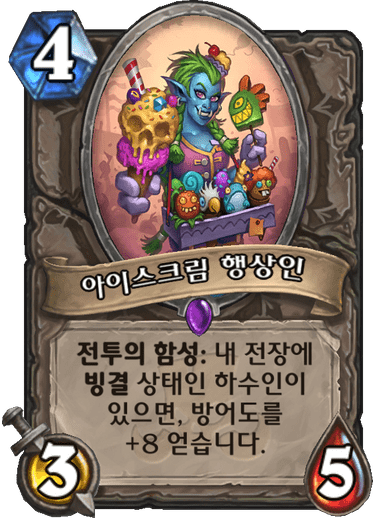 4
아이스크림 행상인
전투의 함성: 내 전장에
빙결 상태인 하수인이
있으면, 방어도를
+8 얻습니다.
3
5